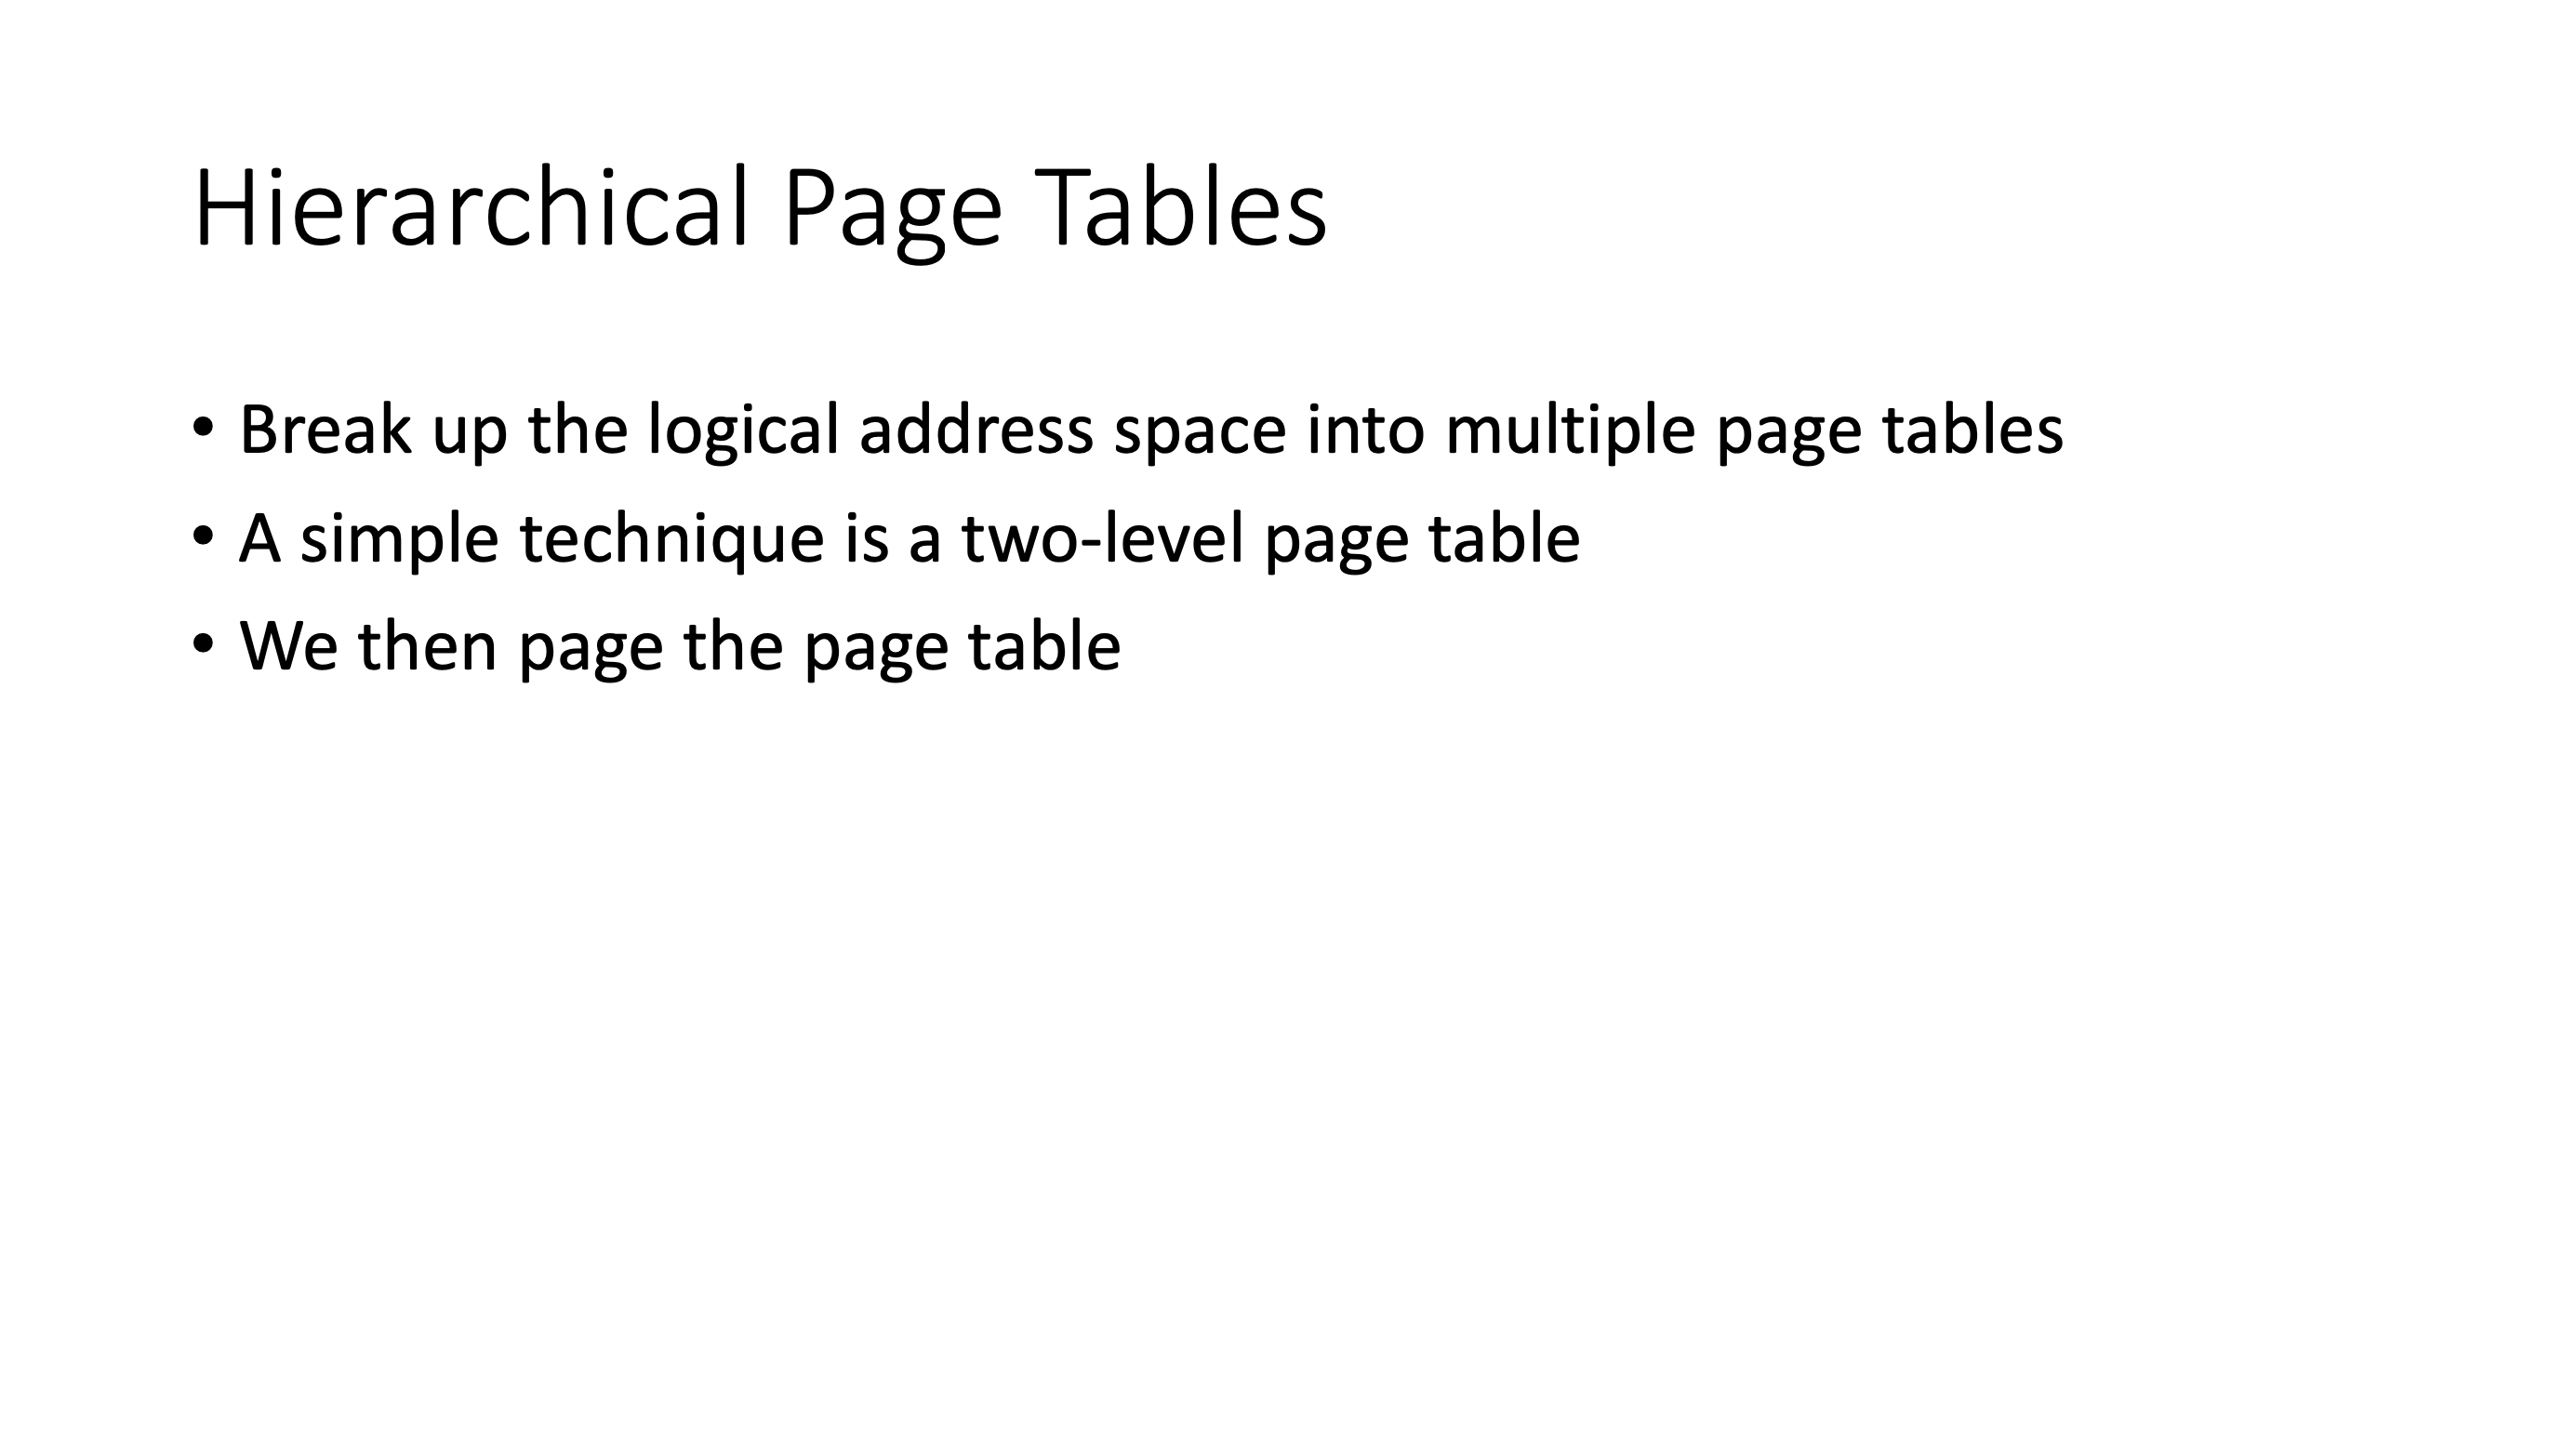 Hierarchical Page Tables
• Break up the logical address space into multiple page tables
• A simple technique is a two-level page table
• We then page the page table